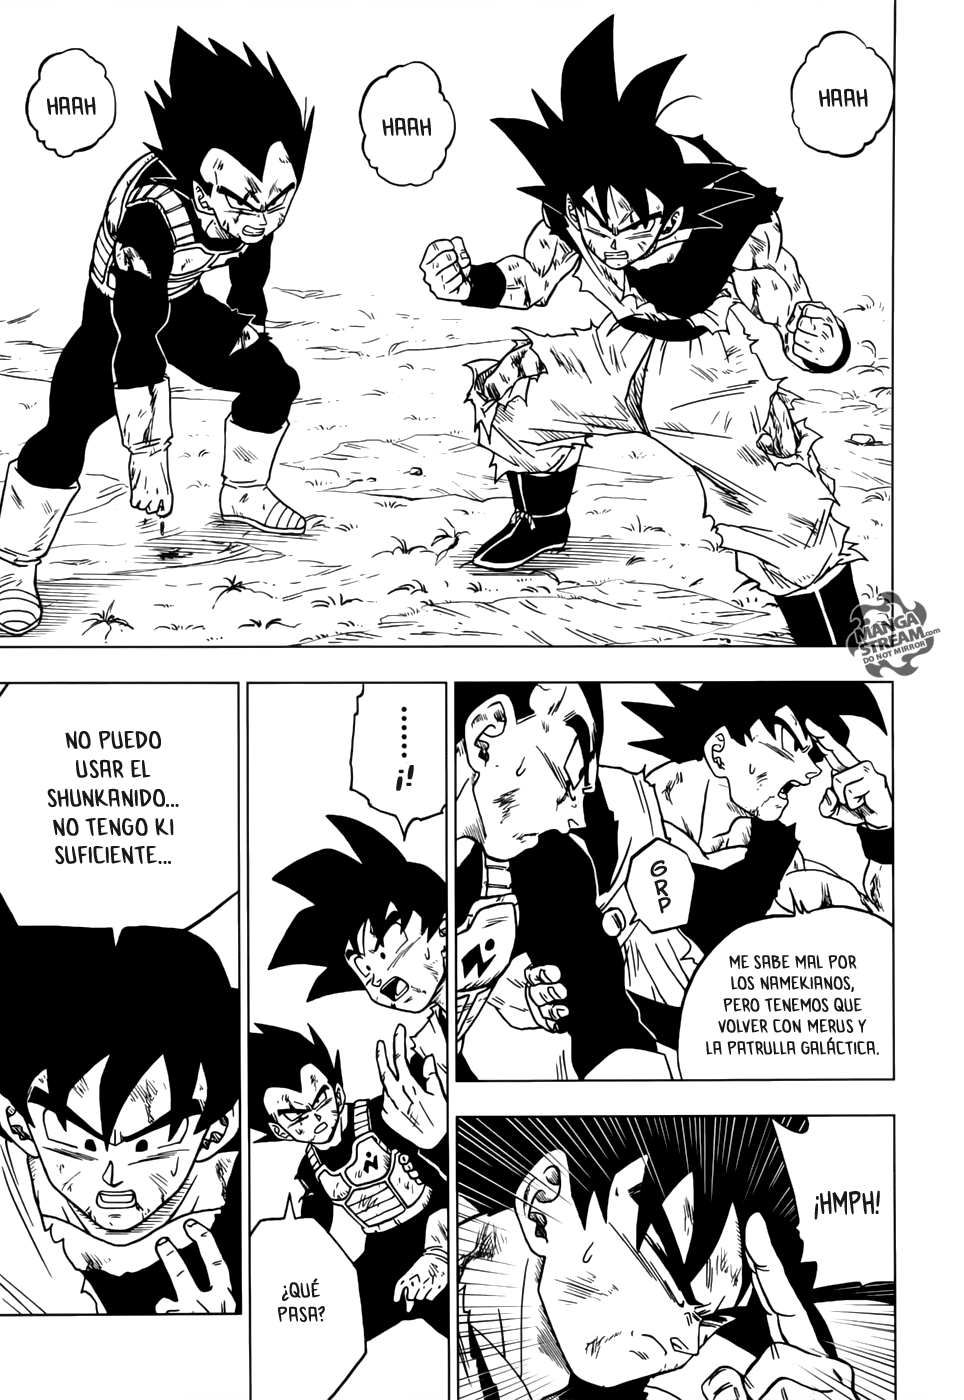 HAAH
HAAH
HAAH
MANGA
STREAM.com
DO NOT MIRROR
GRP
ME SABE MAL POR
LOS NAMEKIANOS,
PERO TENEMOS QUE
VOLVER CON MERUS Y
LA PATRULLA GALÁCTICA.
¡HMPH!
......¡!
¿QUÉ
PASA?
NO PUEDO
USAR EL
SHUNKANIDO...
NO TENGO KI
SUFICIENTE...